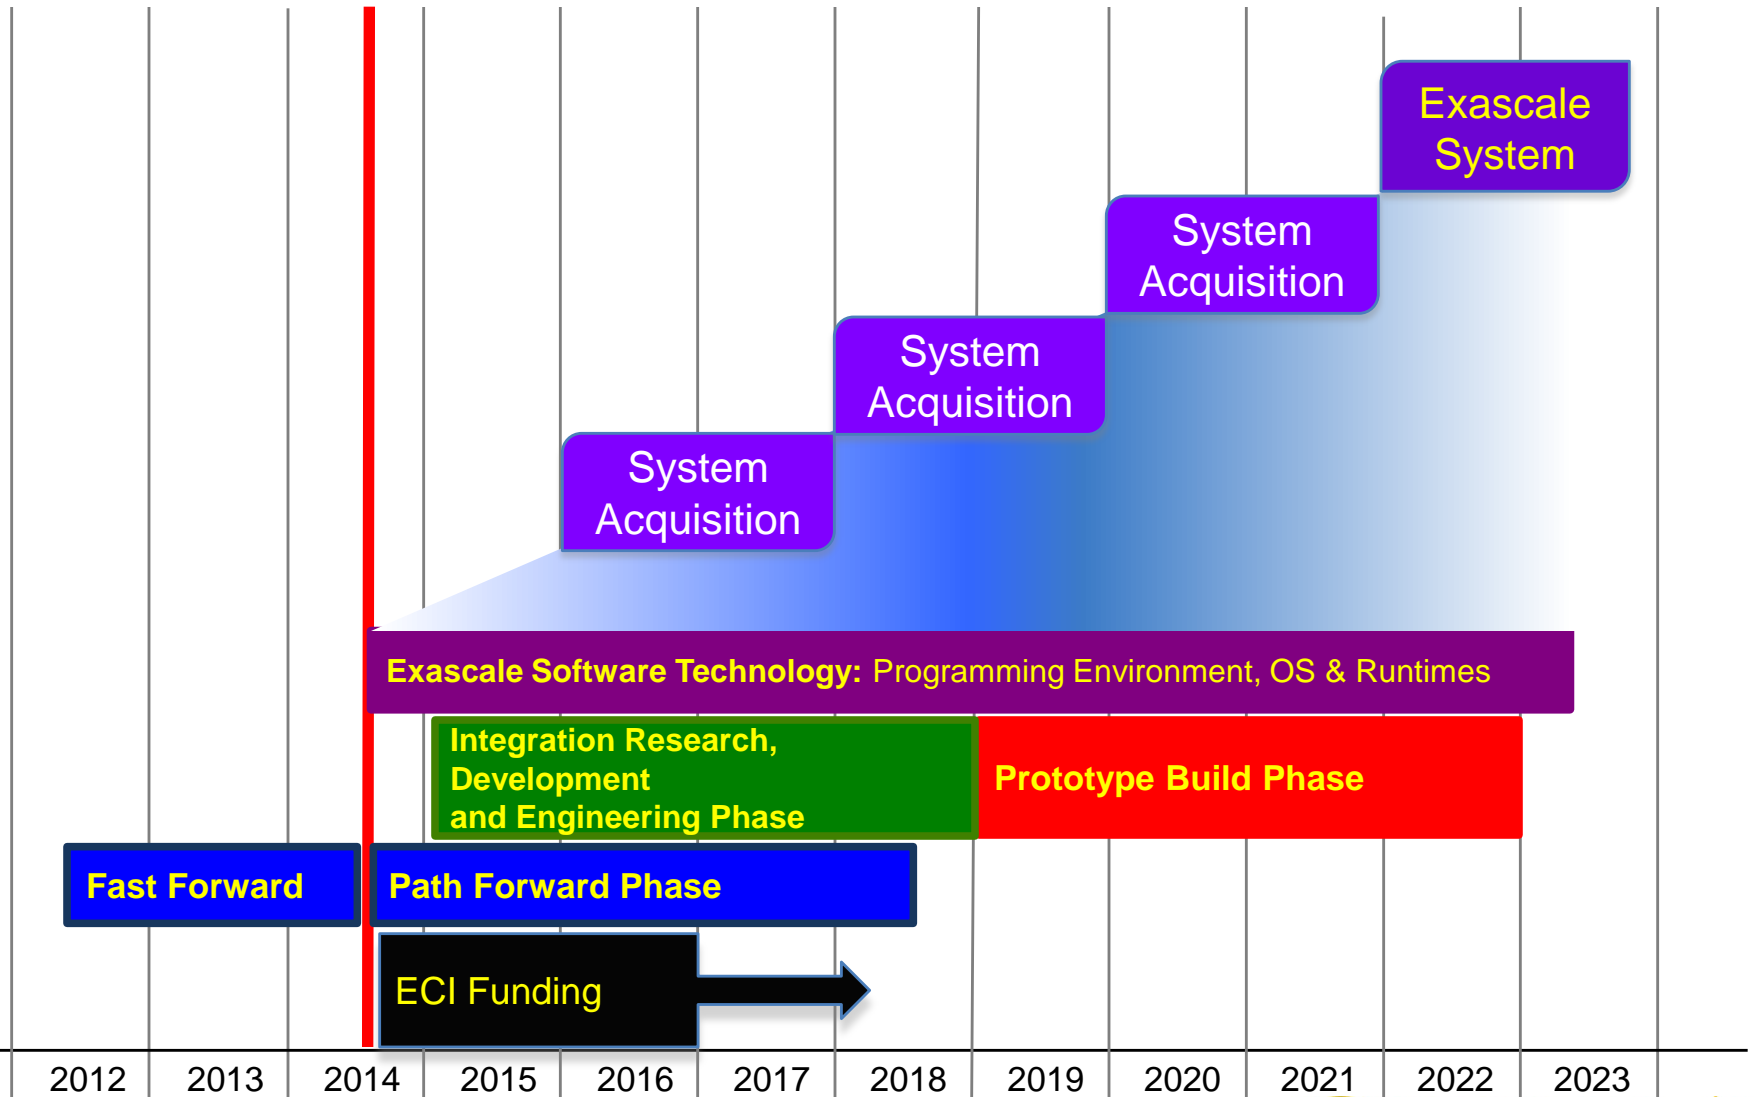 Exascale
System
System
Acquisition
System
Acquisition
System
Acquisition
Exascale Software Technology: Programming Environment, OS & Runtimes
Integration Research,
Development
and Engineering Phase
Prototype Build Phase
Fast Forward
Path Forward Phase
ECI Funding
2012 2013 2014 2015 2016 2017 2018 2019 2020 2021 2022 2023